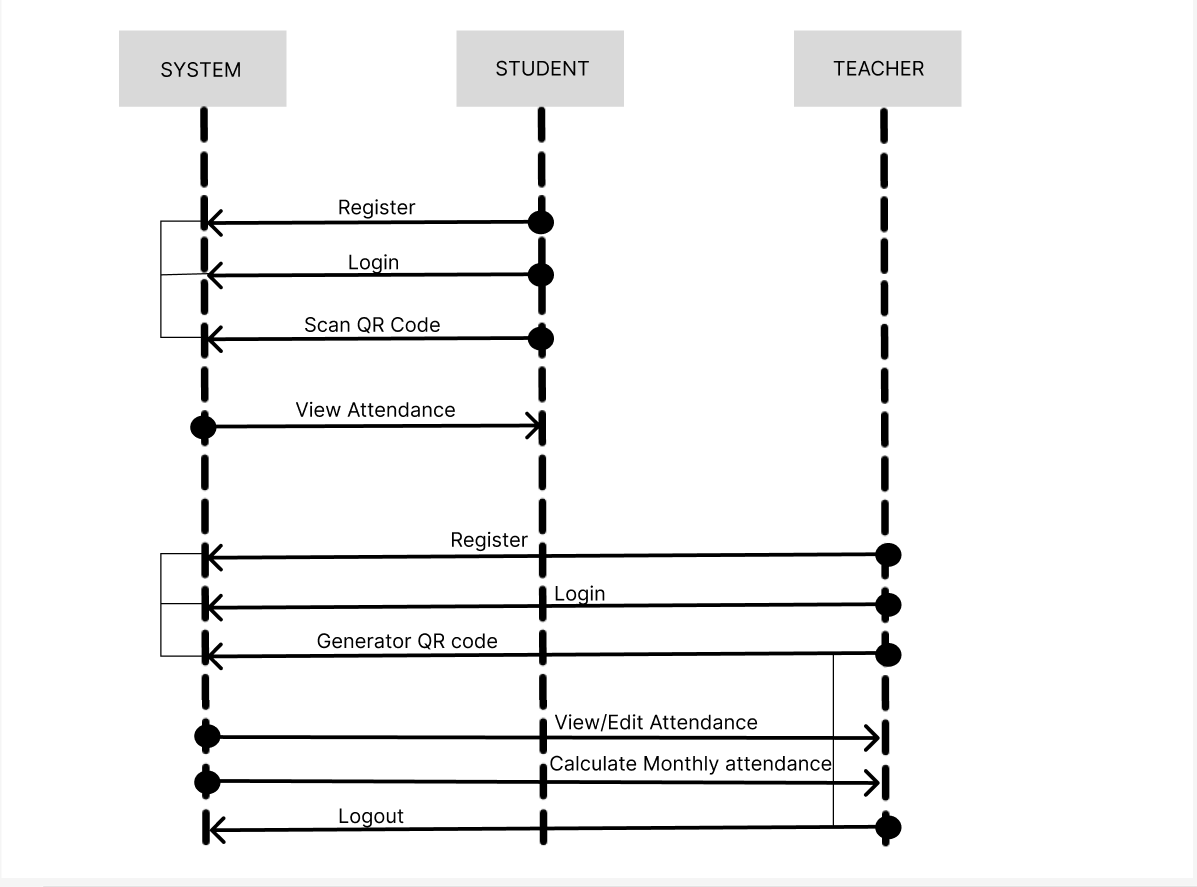 SYSTEM
STUDENT
TEACHER
Register
Login
Scan QR Code
View Attendance
Register
Login
Generator QR code
View/Edit Attendance
Calculate Monthly attendance
Logout